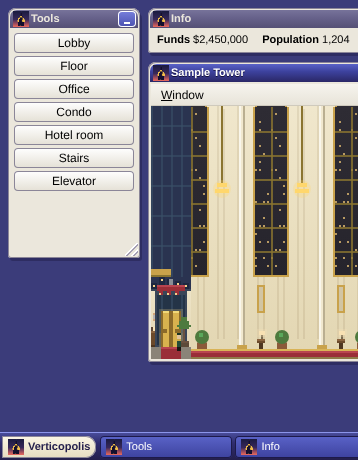 Tools
Lobby
Floor
Office
Condo
Hotel room
Stairs
Elevator
Info
Funds $2,450,000 Population 1,204
Sample Tower
Window
Verticopolis
Tools
Info